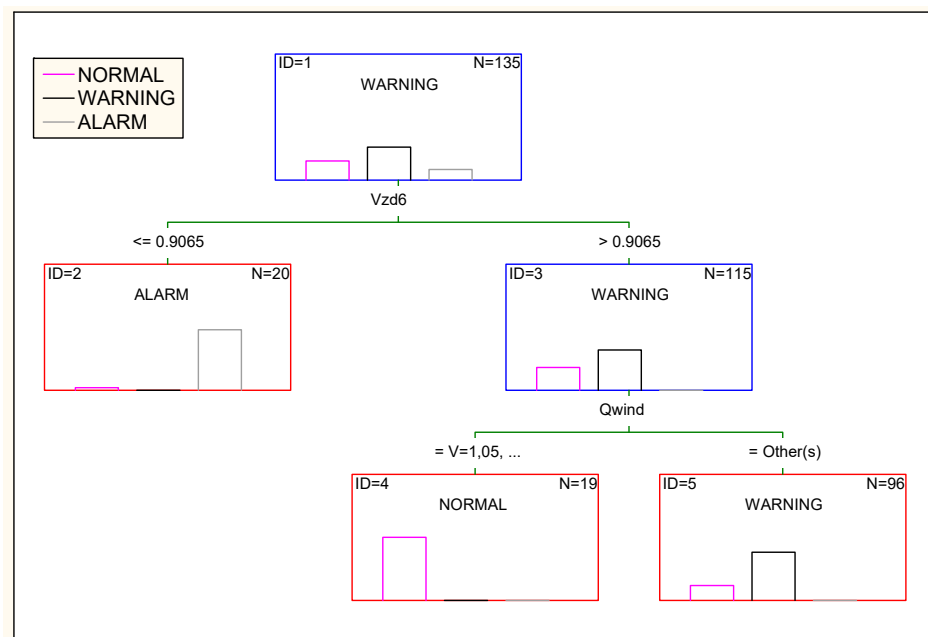 NORMAL
WARNING
ALARM
ID=1 N=135
WARNING
Vzd6
<= 0.9065 > 0.9065
ID=2 N=20
ALARM
ID=3 N=115
WARNING
Qwind
= V=1,05, ... = Other(s)
ID=4 N=19
NORMAL
ID=5 N=96
WARNING